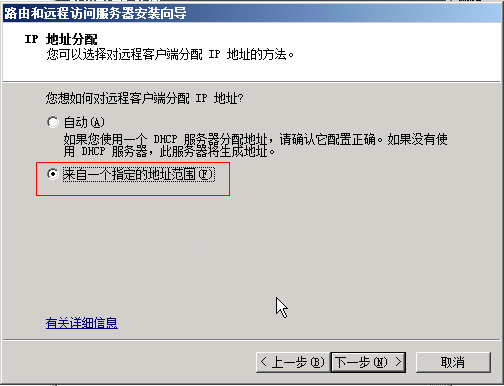 路由和远程访问服务器安装向导
IP 地址分配
您可以选择对远程客户端分配 IP 地址的方法。
您想如何对远程客户端分配 IP 地址?
自动(A)
如果您使用一个 DHCP 服务器分配地址，请确认它配置正确。如果没有使
用 DHCP 服务器，此服务器将生成地址。
来自一个指定的地址范围(F)
有关详细信息
< 上一步(B)
下一步(N) >
取消